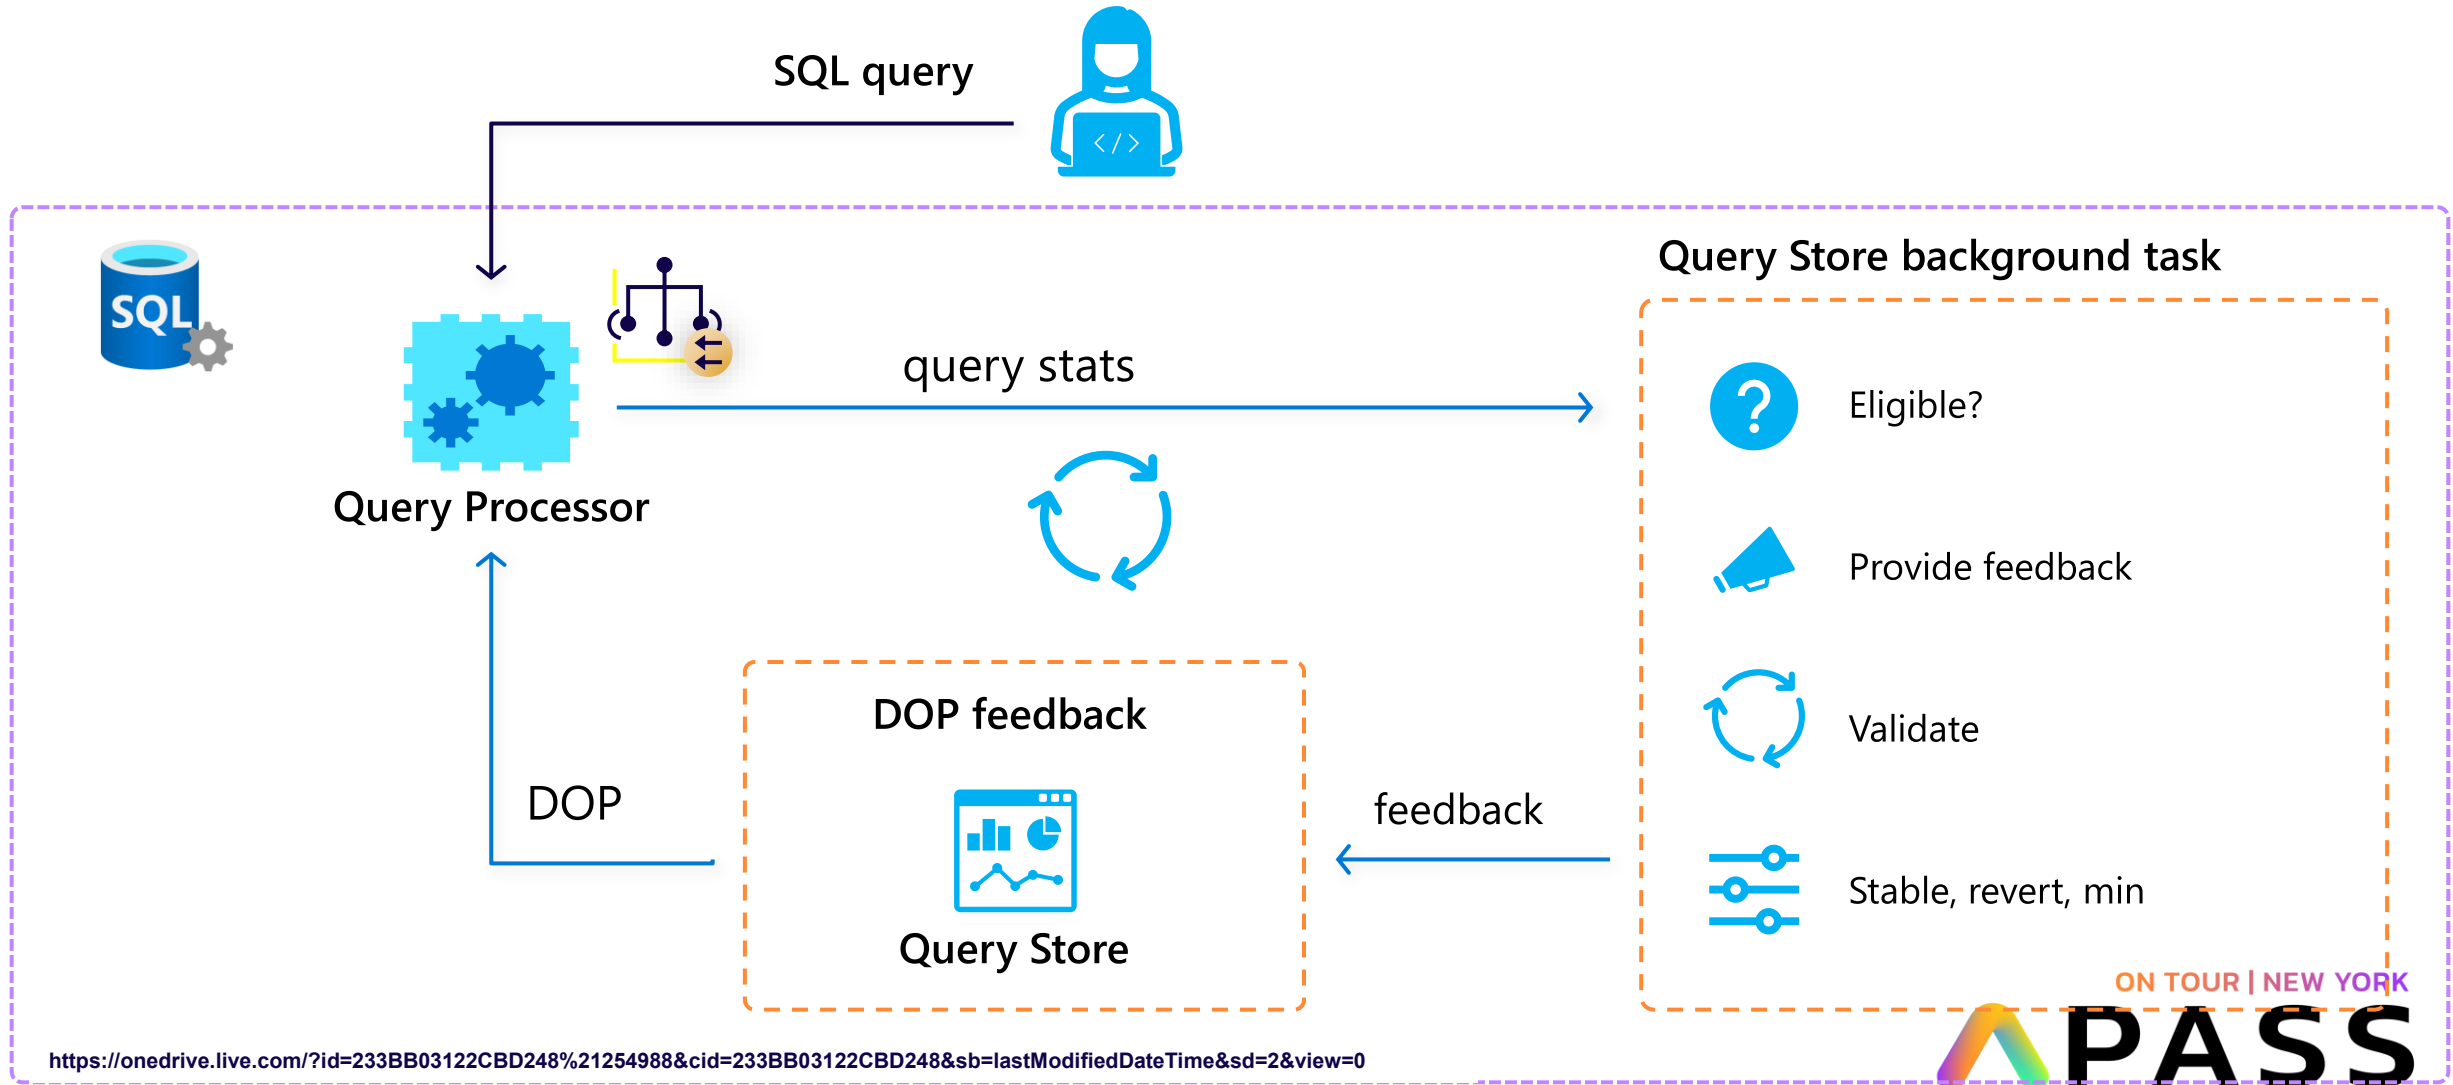 SQL query
</>
SQL
Query Store background task
query stats
Eligible?
Query Processor
Provide feedback
DOP feedback
Validate
DOP
feedback
Stable, revert, min
Query Store
ON TOUR | NEW YORK
PASS
https://onedrive.live.com/?id=233BB03122CBD248%21254988&cid=233BB03122CBD248&sb=lastModifiedDateTime&sd=2&view=0